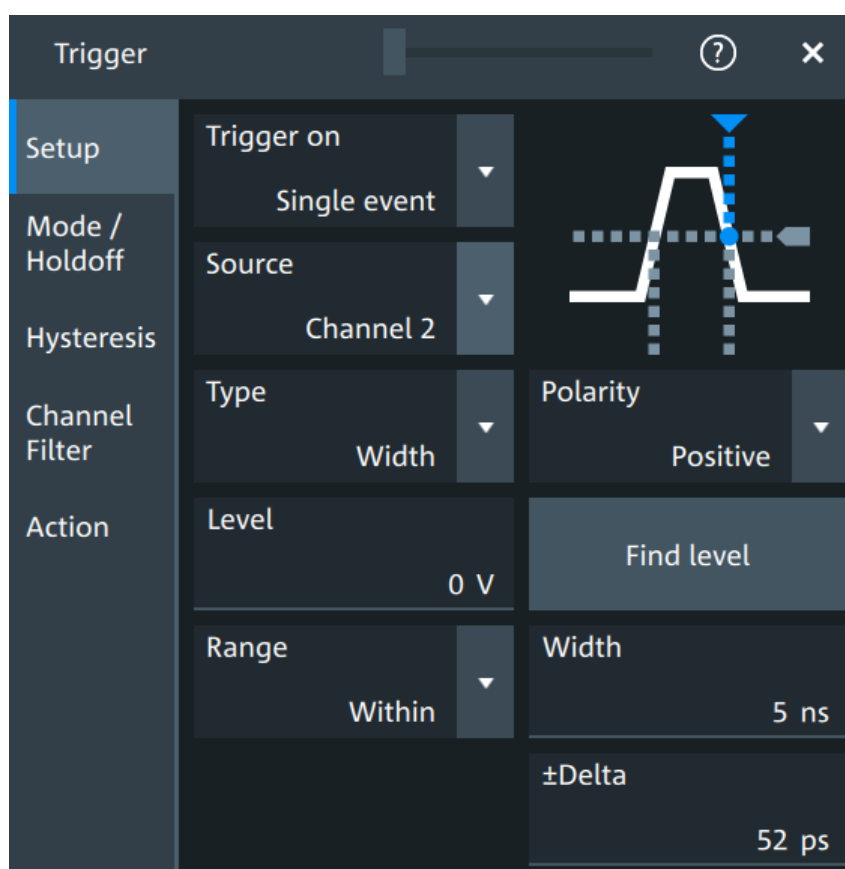 Trigger
?
×
Setup
Mode /
Holdoff
Hysteresis
Channel
Filter
Action
Trigger on
Single event
Source
Channel 2
Type
Width
Polarity
Positive
Level
0 V
Find level
Range
Within
Width
5 ns
±Delta
52 ps